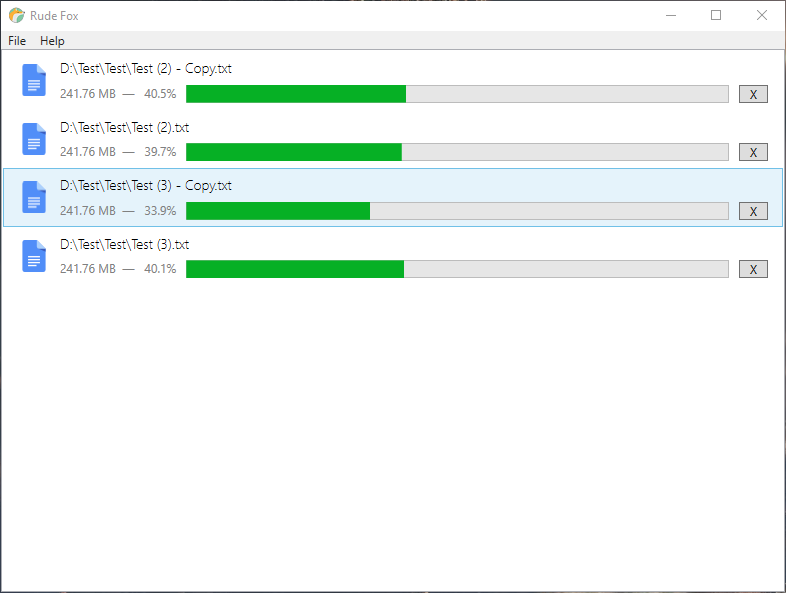 Rude Fox
File Help
D:\Test\Test\Test (2) - Copy.txt
241.76 MB — 40.5% X
D:\Test\Test\Test (2).txt
241.76 MB — 39.7% X
D:\Test\Test\Test (3) - Copy.txt
241.76 MB — 33.9% X
D:\Test\Test\Test (3).txt
241.76 MB — 40.1% X